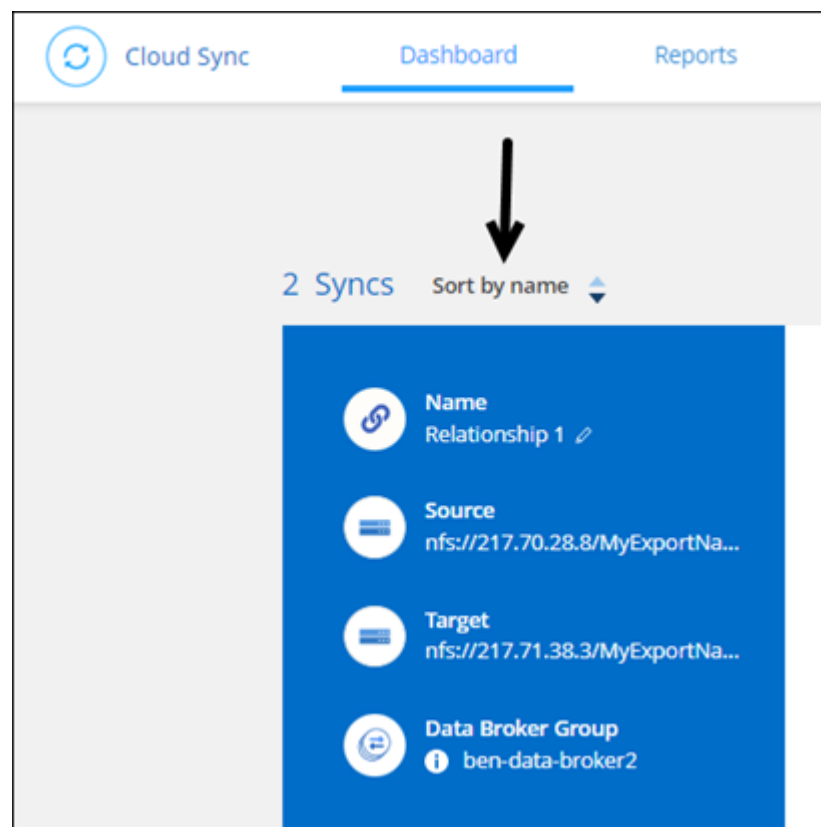 Cloud Sync Dashboard Reports
2 Syncs Sort by name
Name
Relationship 1
Source
nfs://217.70.28.8/MyExportNa...
Target
nfs://217.71.38.3/MyExportNa...
Data Broker Group
ben-data-broker2